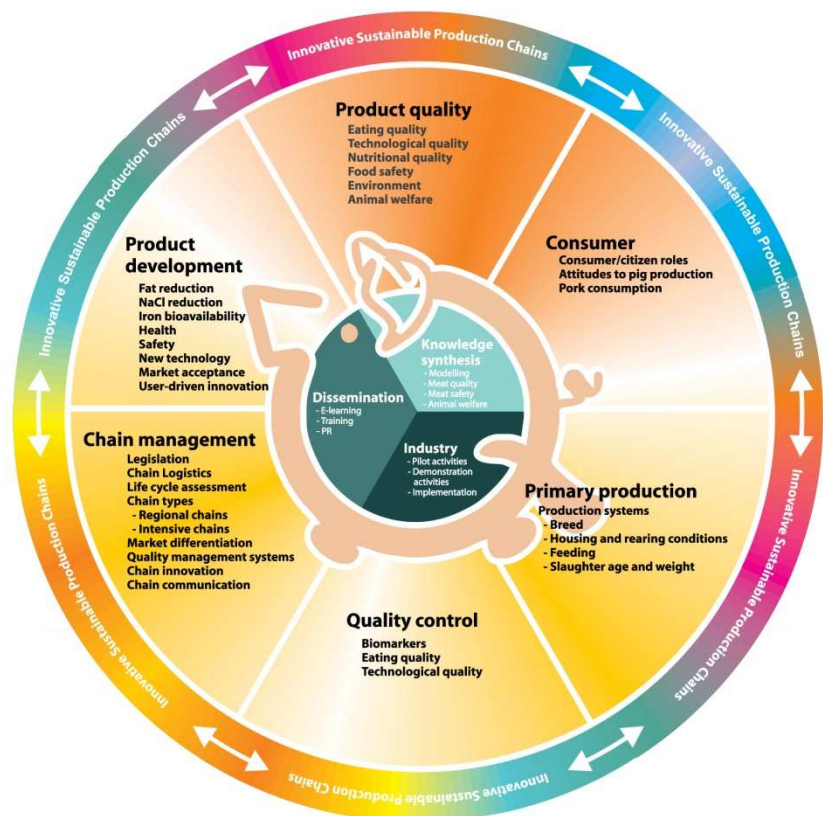 Innovative Sustainable Production Chains
Product quality
Eating quality
Technological quality
Nutritional quality
Food safety
Environment
Animal welfare
Innovative Sustainable Production Chains
Consumer
Consumer/citizen roles
Attitudes to pig production
Pork consumption
Innovative Sustainable Production Chains
Primary production
Production systems
- Breed
- Housing and rearing conditions
- Feeding
- Slaughter age and weight
Innovative Sustainable Production Chains
Quality control
Biomarkers
Eating quality
Technological quality
Innovative Sustainable Production Chains
Chain management
Legislation
Chain Logistics
Life cycle assessment
Chain types
- Regional chains
- Intensive chains
Market differentiation
Quality management systems
Chain innovation
Chain communication
Innovative Sustainable Production Chains
Product
development
Fat reduction
NaCl reduction
Iron bioavailability
Health
Safety
New technology
Market acceptance
User-driven innovation
Knowledge
synthesis
- Modelling
- Meat quality
- Meat safety
- Animal welfare
Dissemination
- E-learning
- Training
- PR
Industry
- Pilot activities
- Demonstration
activities
- Implementation
Innovative Sustainable Production Chains